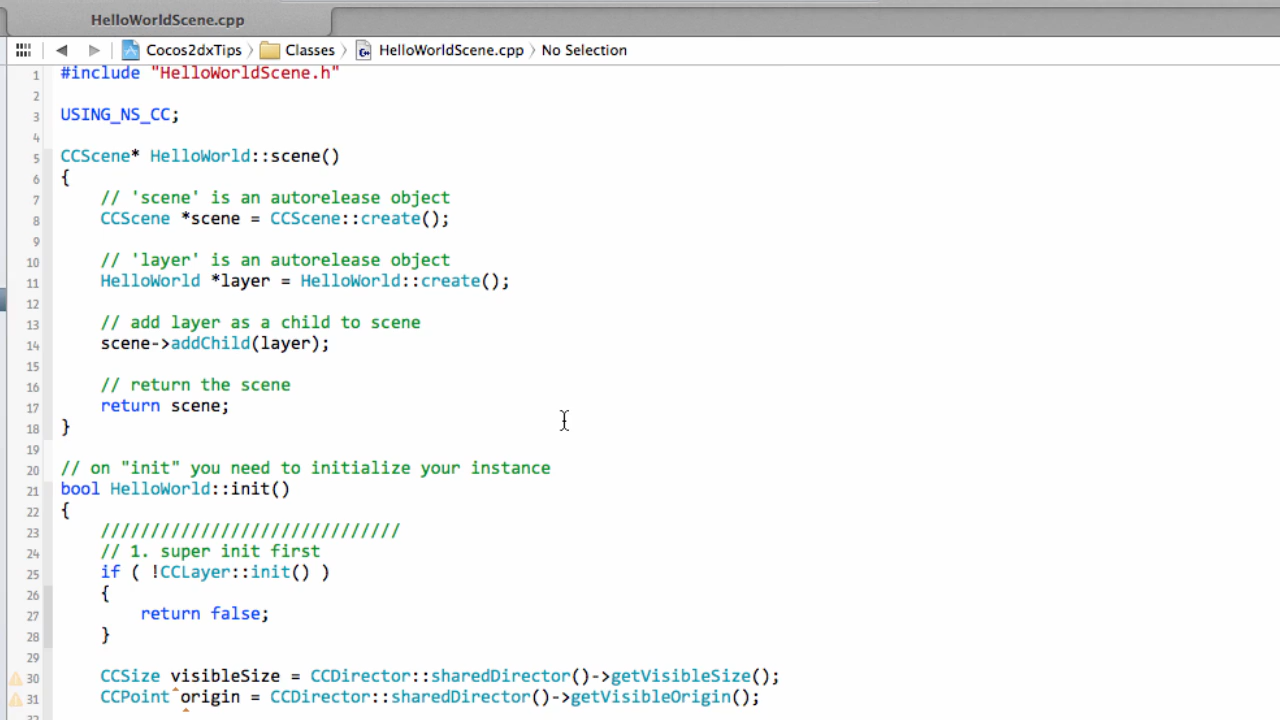 HelloWorldScene.cpp
Cocos2dxTips Classes HelloWorldScene.cpp No Selection
1 #include "HelloWorldScene.h"
2
3 USING_NS_CC;
4
5 CCScene* HelloWorld::scene()
6 {
7 // 'scene' is an autorelease object
8 CCScene *scene = CCScene::create();
9
10 // 'layer' is an autorelease object
11 HelloWorld *layer = HelloWorld::create();
12
13 // add layer as a child to scene
14 scene->addChild(layer);
15
16 // return the scene
17 return scene;
18 }
19
20 // on "init" you need to initialize your instance
21 bool HelloWorld::init()
22 {
23 //////////////////////////////
24 // 1. super init first
25 if ( !CCLayer::init() )
26 {
27 return false;
28 }
29
30 CCSize visibleSize = CCDirector::sharedDirector()->getVisibleSize();
31 CCPoint origin = CCDirector::sharedDirector()->getVisibleOrigin();
32